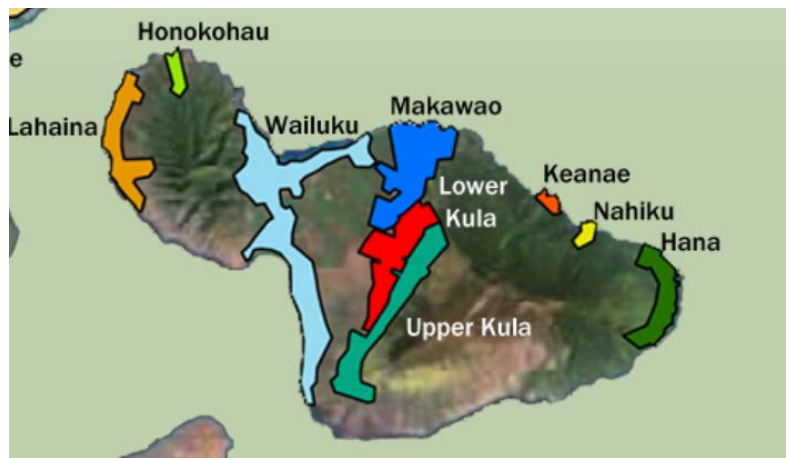 Honokohau
e
Lahaina
Wailuku
Makawao
Lower
Kula
Keanae
Nahiku
Hana
Upper Kula